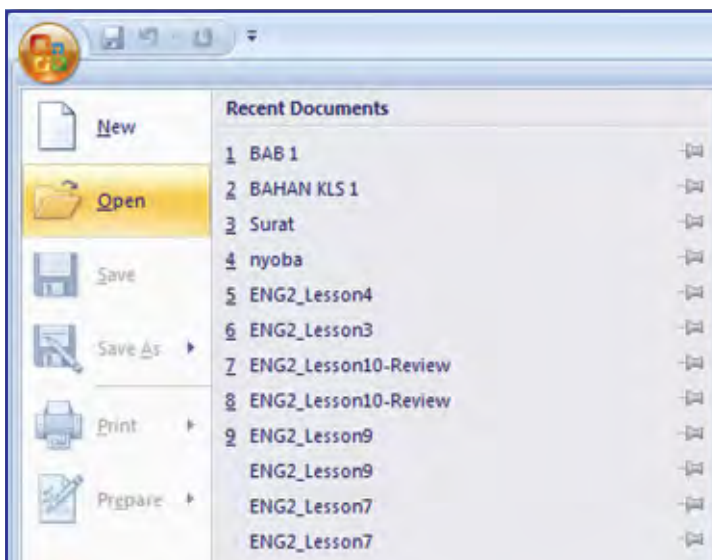 New
Open
Save
Save As
Print
Prepare
Recent Documents
1 BAB 1
2 BAHAN KLS 1
3 Surat
4 nyoba
5 ENG2_Lesson4
6 ENG2_Lesson3
7 ENG2_Lesson10-Review
8 ENG2_Lesson10-Review
9 ENG2_Lesson9
ENG2_Lesson9
ENG2_Lesson7
ENG2_Lesson7